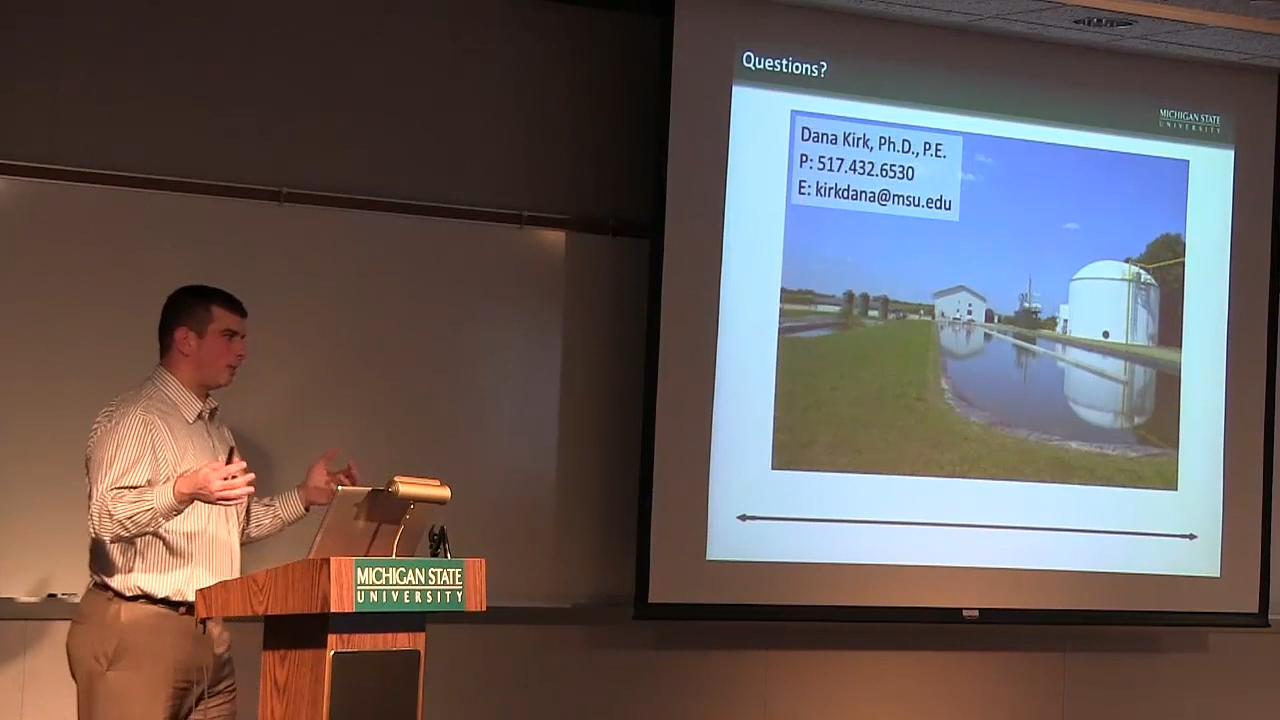 Questions?
MICHIGAN STATE
UNIVERSITY
Dana Kirk, Ph.D., P.E.
P: 517.432.6530
E: kirkdana@msu.edu
MICHIGAN STATE
UNIVERSITY